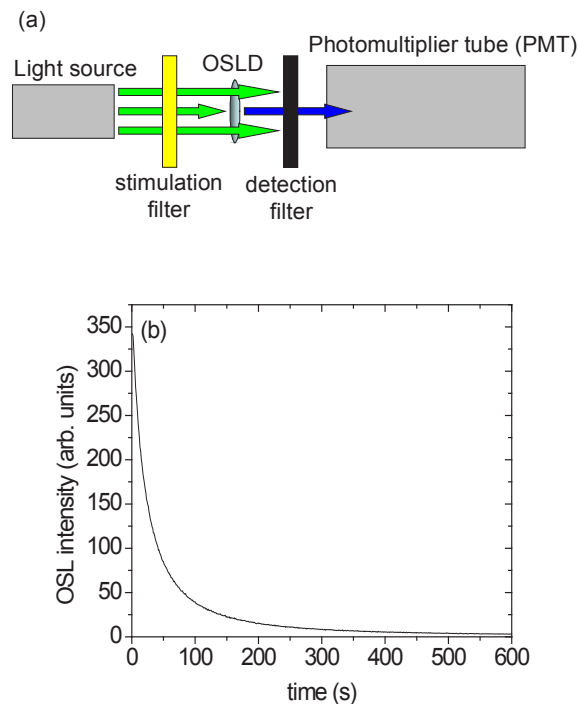 (a)
Light source
OSLD
Photomultiplier tube (PMT)
stimulation
filter
detection
filter
(b)
OSL intensity (arb. units)
350
300
250
200
150
100
50
0
0 100 200 300 400 500 600
time (s)